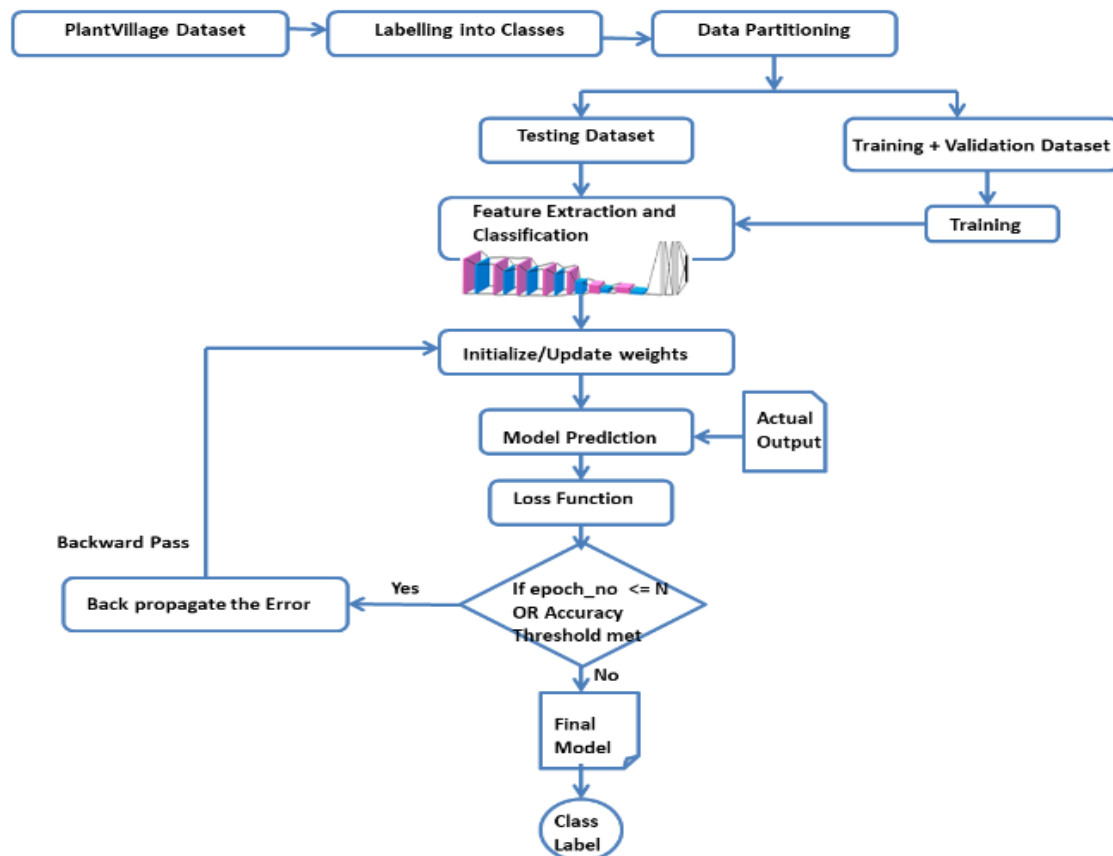 PlantVillage Dataset
Labelling into Classes
Data Partitioning
Testing Dataset
Training + Validation Dataset
Feature Extraction and
Classification
Training
Initialize/Update weights
Model Prediction
Actual
Output
Loss Function
Backward Pass
Back propagate the Error
Yes
If epoch_no <= N
OR Accuracy
Threshold met
No
Final
Model
Class
Label